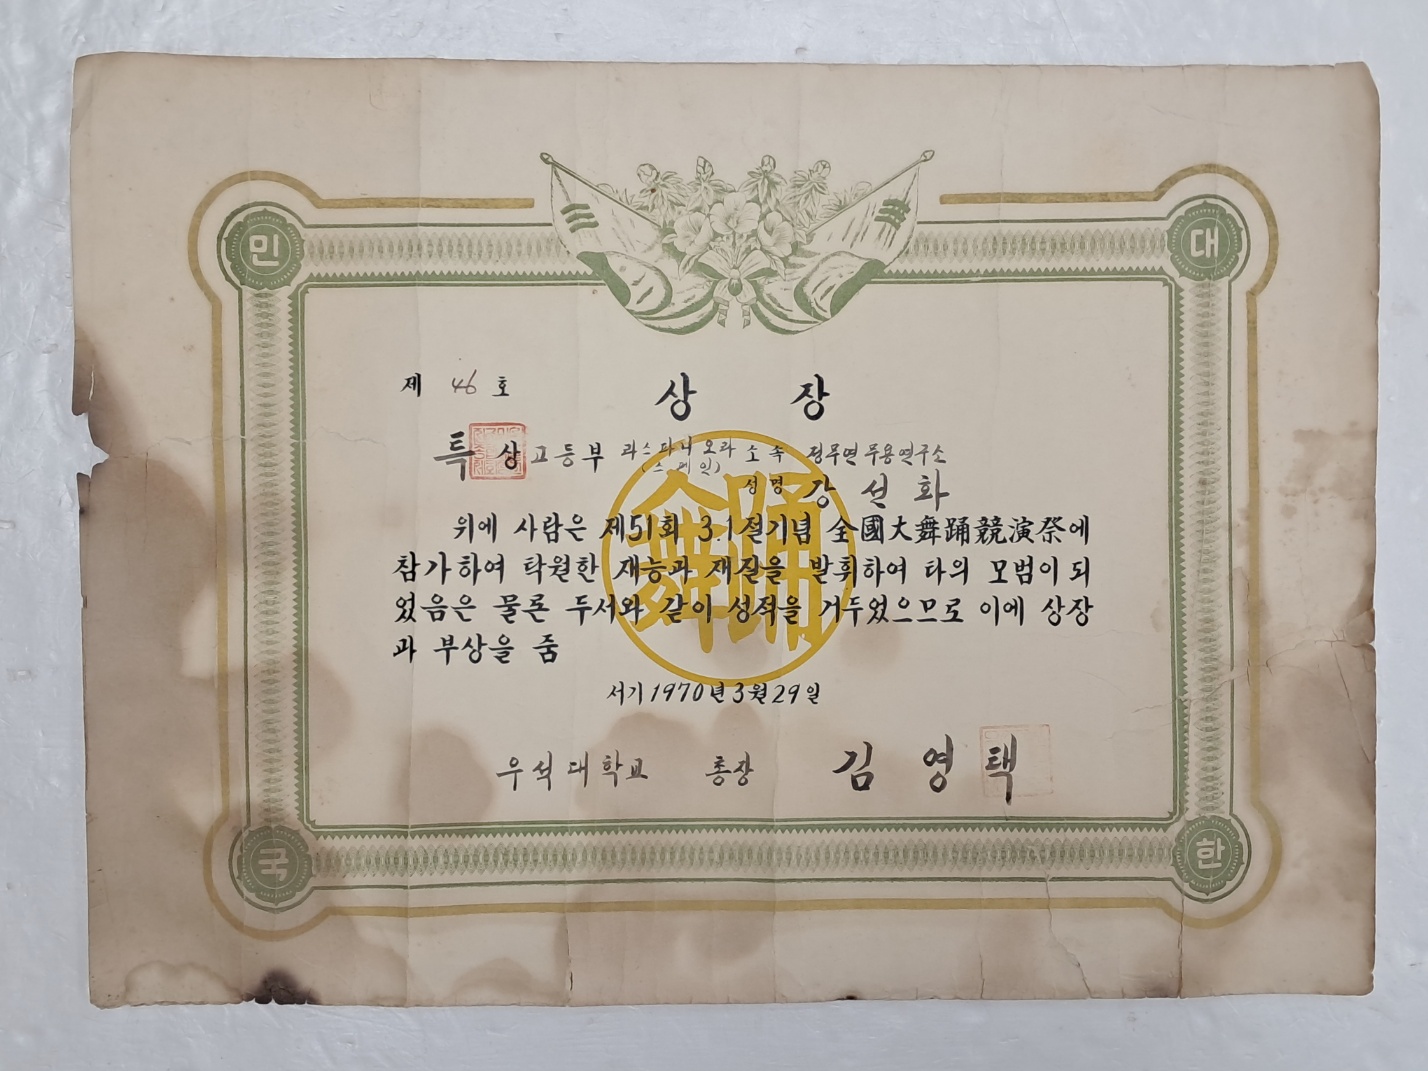 민
대
제 46 호
상 장
특 상 고등부 과 스파니오라 소속 정무연 무용연구소
(스페인)
성명 강선화
위에 사람은 제51회 3.1절기념 全國大舞踊競演祭에
참가하여 탁월한 재능과 재질을 발휘하여 타의 모범이 되
었음은 물론 두서와 같이 성적을 거두었으므로 이에 상장
과 부상을 줌
舞踊
서기 1970년 3월 29일
우석대학교 총장 김영택
국
한